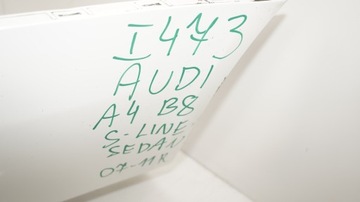 I473
AUDI
A4 B8
S-LINE
SEDAN
07-11R